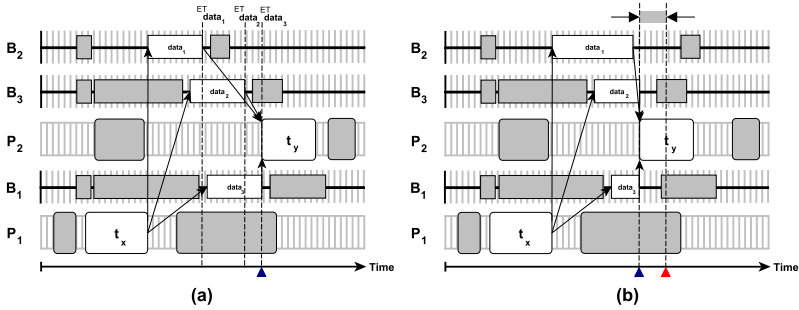 ET ET ET
data1 data2 data3
B2 data1
B3 data2
P2 ty
B1 data3
P1 tx
Time
(a)
B2 data1
B3 data2
P2 ty
B1 data3
P1 tx
Time
(b)